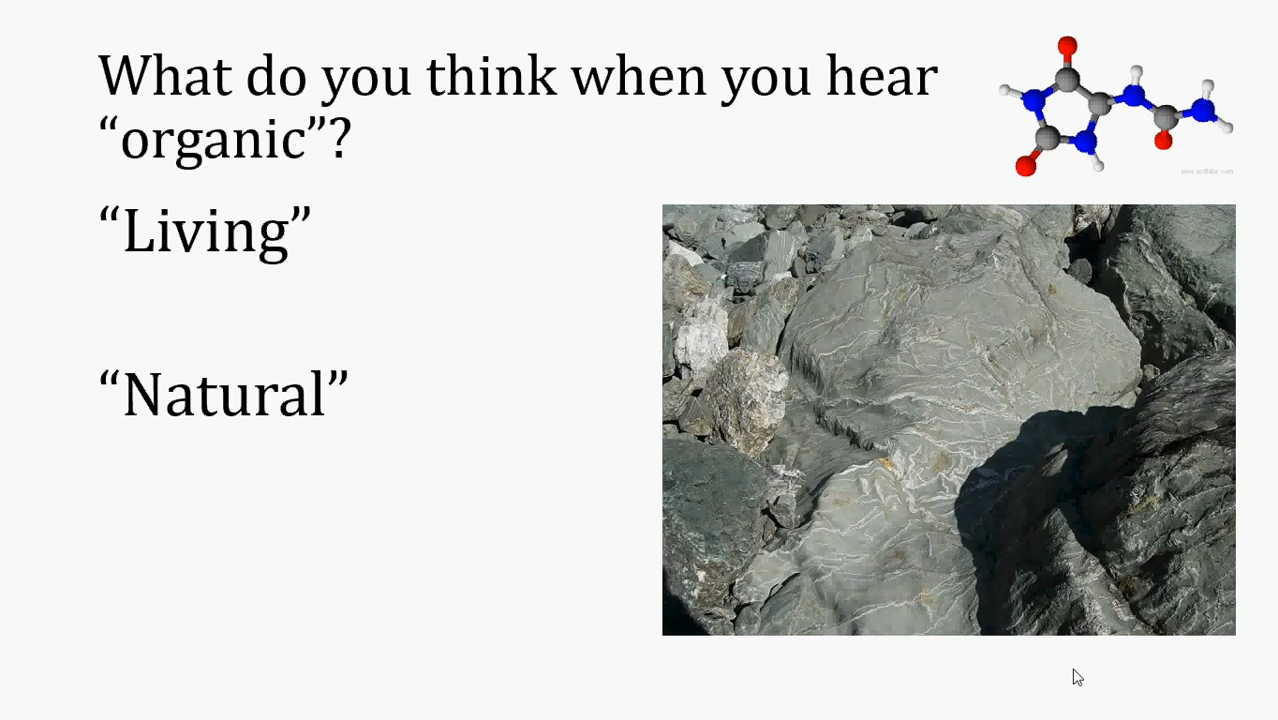 What do you think when you hear
“organic”?
“Living”
“Natural”